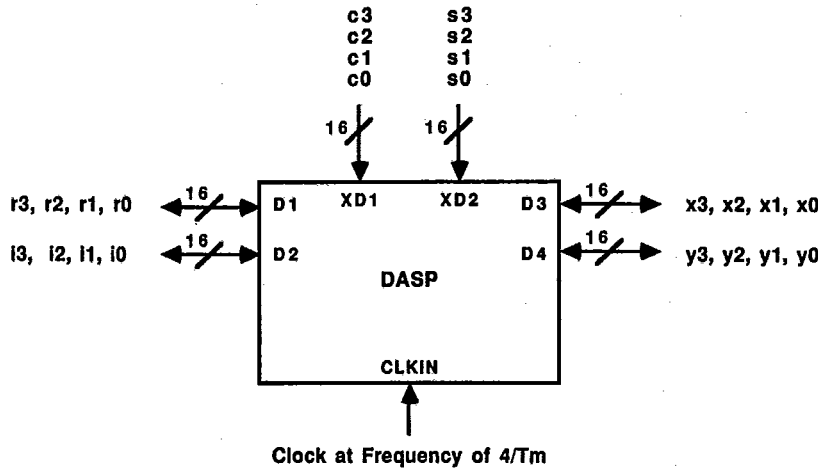 c3 s3
c2 s2
c1 s1
c0 s0
16 16
r3, r2, r1, r0 16 D1 XD1 XD2 D3 16 x3, x2, x1, x0
i3, i2, i1, i0 16 D2 D4 16 y3, y2, y1, y0
DASP
CLKIN
Clock at Frequency of 4/Tm